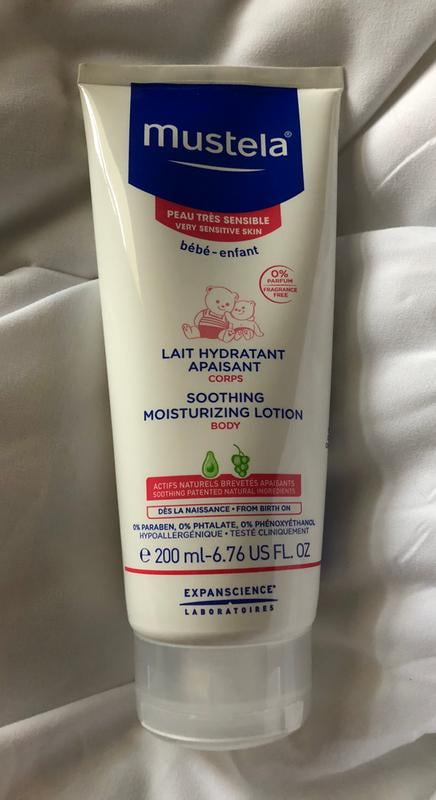 mustela®
PEAU TRÈS SENSIBLE
VERY SENSITIVE SKIN
bébé-enfant
0%
PARFUM
FRAGRANCE
FREE
LAIT HYDRATANT
APAISANT
CORPS
SOOTHING
MOISTURIZING LOTION
BODY
ACTIFS NATURELS BREVETÉS APAISANTS
SOOTHING PATENTED NATURAL INGREDIENTS
DÈS LA NAISSANCE • FROM BIRTH ON
0% PARABEN, 0% PHTALATE, 0% PHÉNOXYÉTHANOL
HYPOALLERGÉNIQUE • TESTÉ CLINIQUEMENT
℮ 200 ml-6.76 US FL. OZ
EXPANSCIENCE®
LABORATOIRES